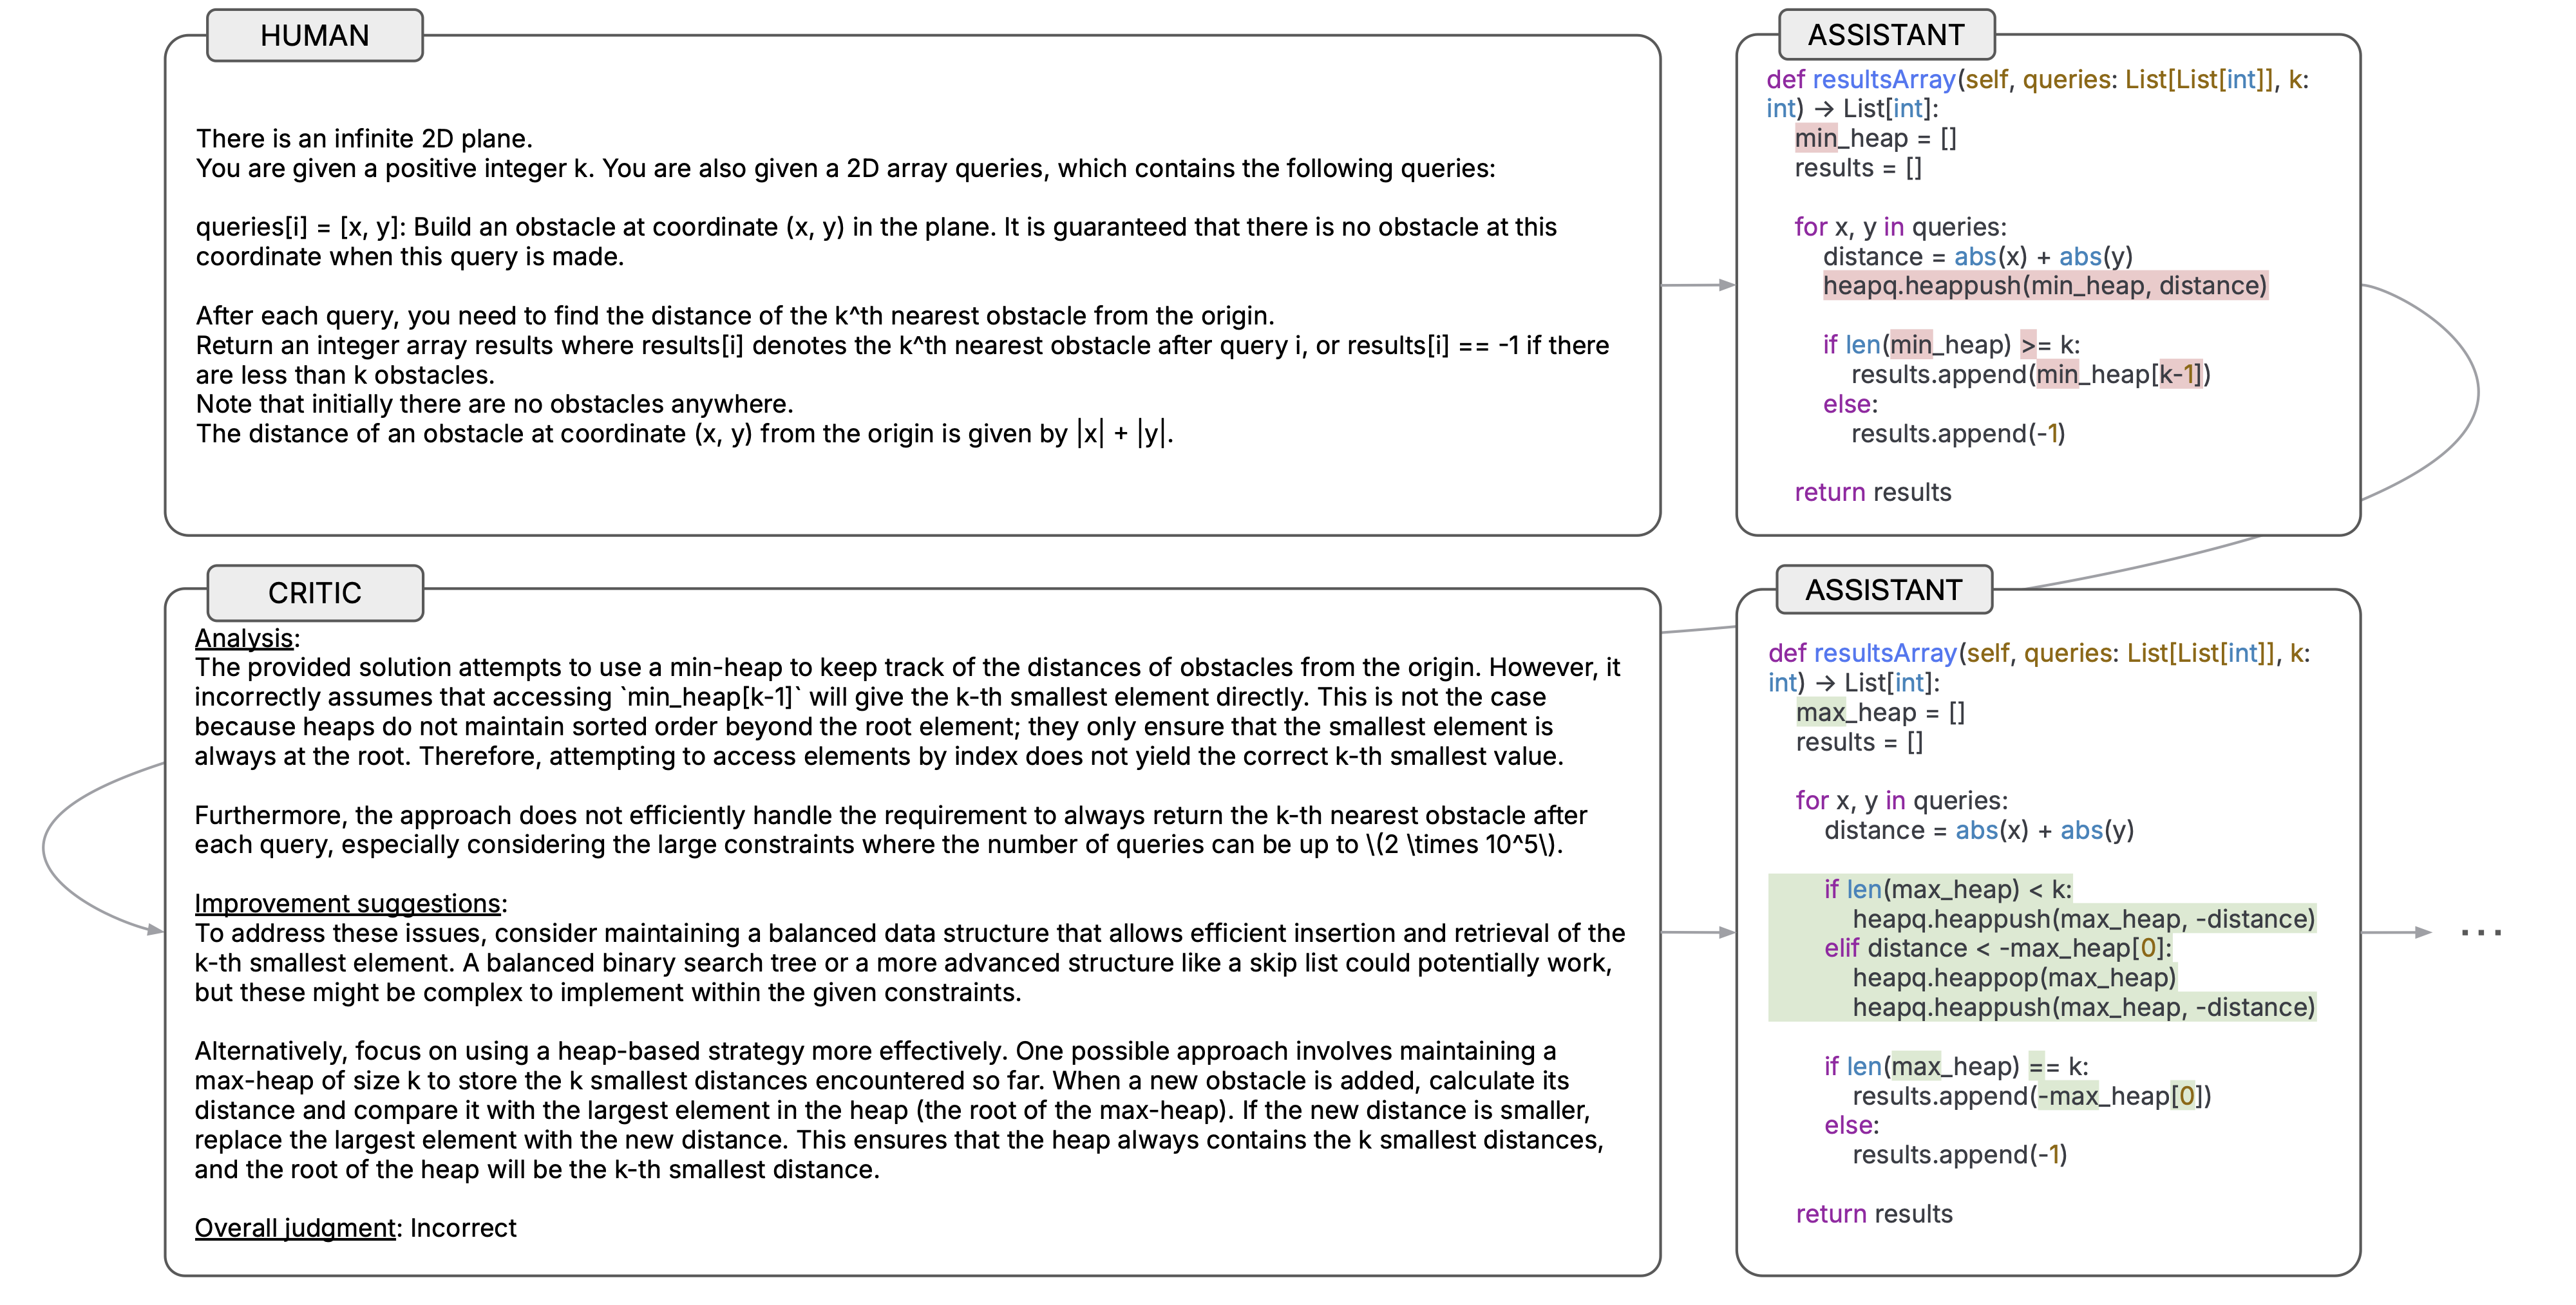 HUMAN
There is an infinite 2D plane.
You are given a positive integer k. You are also given a 2D array queries, which contains the following queries:
queries[i] = [x, y]: Build an obstacle at coordinate (x, y) in the plane. It is guaranteed that there is no obstacle at this
coordinate when this query is made.
After each query, you need to find the distance of the k^th nearest obstacle from the origin.
Return an integer array results where results[i] denotes the k^th nearest obstacle after query i, or results[i] == -1 if there
are less than k obstacles.
Note that initially there are no obstacles anywhere.
The distance of an obstacle at coordinate (x, y) from the origin is given by |x| + |y|.
ASSISTANT
def resultsArray(self, queries: List[List[int]], k:
int) → List[int]:
min_heap = []
results = []
for x, y in queries:
distance = abs(x) + abs(y)
heapq.heappush(min_heap, distance)
if len(min_heap) >= k:
results.append(min_heap[k-1])
else:
results.append(-1)
return results
CRITIC
Analysis:
The provided solution attempts to use a min-heap to keep track of the distances of obstacles from the origin. However, it
incorrectly assumes that accessing `min_heap[k-1]` will give the k-th smallest element directly. This is not the case
because heaps do not maintain sorted order beyond the root element; they only ensure that the smallest element is
always at the root. Therefore, attempting to access elements by index does not yield the correct k-th smallest value.
Furthermore, the approach does not efficiently handle the requirement to always return the k-th nearest obstacle after
each query, especially considering the large constraints where the number of queries can be up to \(2 \times 10^5\).
Improvement suggestions:
To address these issues, consider maintaining a balanced data structure that allows efficient insertion and retrieval of the
k-th smallest element. A balanced binary search tree or a more advanced structure like a skip list could potentially work,
but these might be complex to implement within the given constraints.
Alternatively, focus on using a heap-based strategy more effectively. One possible approach involves maintaining a
max-heap of size k to store the k smallest distances encountered so far. When a new obstacle is added, calculate its
distance and compare it with the largest element in the heap (the root of the max-heap). If the new distance is smaller,
replace the largest element with the new distance. This ensures that the heap always contains the k smallest distances,
and the root of the heap will be the k-th smallest distance.
Overall judgment: Incorrect
ASSISTANT
def resultsArray(self, queries: List[List[int]], k:
int) → List[int]:
max_heap = []
results = []
for x, y in queries:
distance = abs(x) + abs(y)
if len(max_heap) < k:
heapq.heappush(max_heap, -distance)
elif distance < -max_heap[0]:
heapq.heappop(max_heap)
heapq.heappush(max_heap, -distance)
if len(max_heap) == k:
results.append(-max_heap[0])
else:
results.append(-1)
return results
...